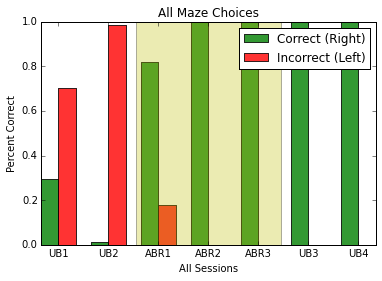 All Maze Choices
Correct (Right)
Incorrect (Left)
Percent Correct
1.0
0.8
0.6
0.4
0.2
0.0
UB1 UB2 ABR1 ABR2 ABR3 UB3 UB4
All Sessions